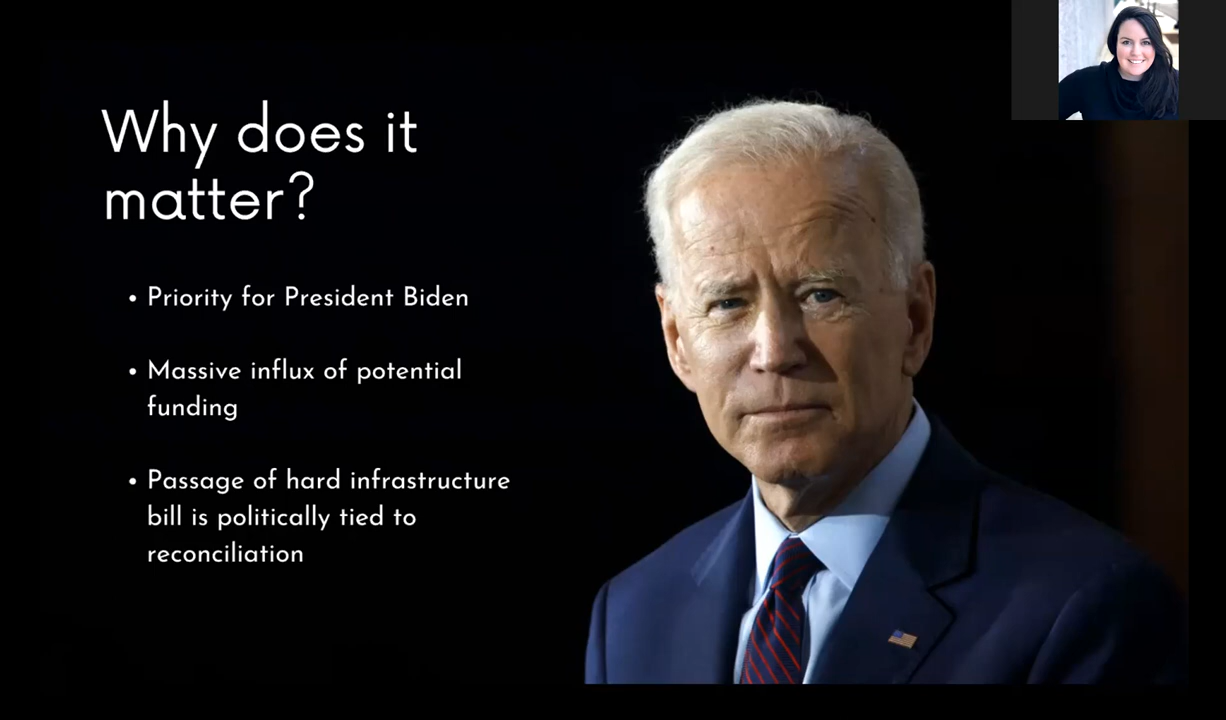 Why does it
matter?
• Priority for President Biden
• Massive influx of potential
funding
• Passage of hard infrastructure
bill is politically tied to
reconciliation